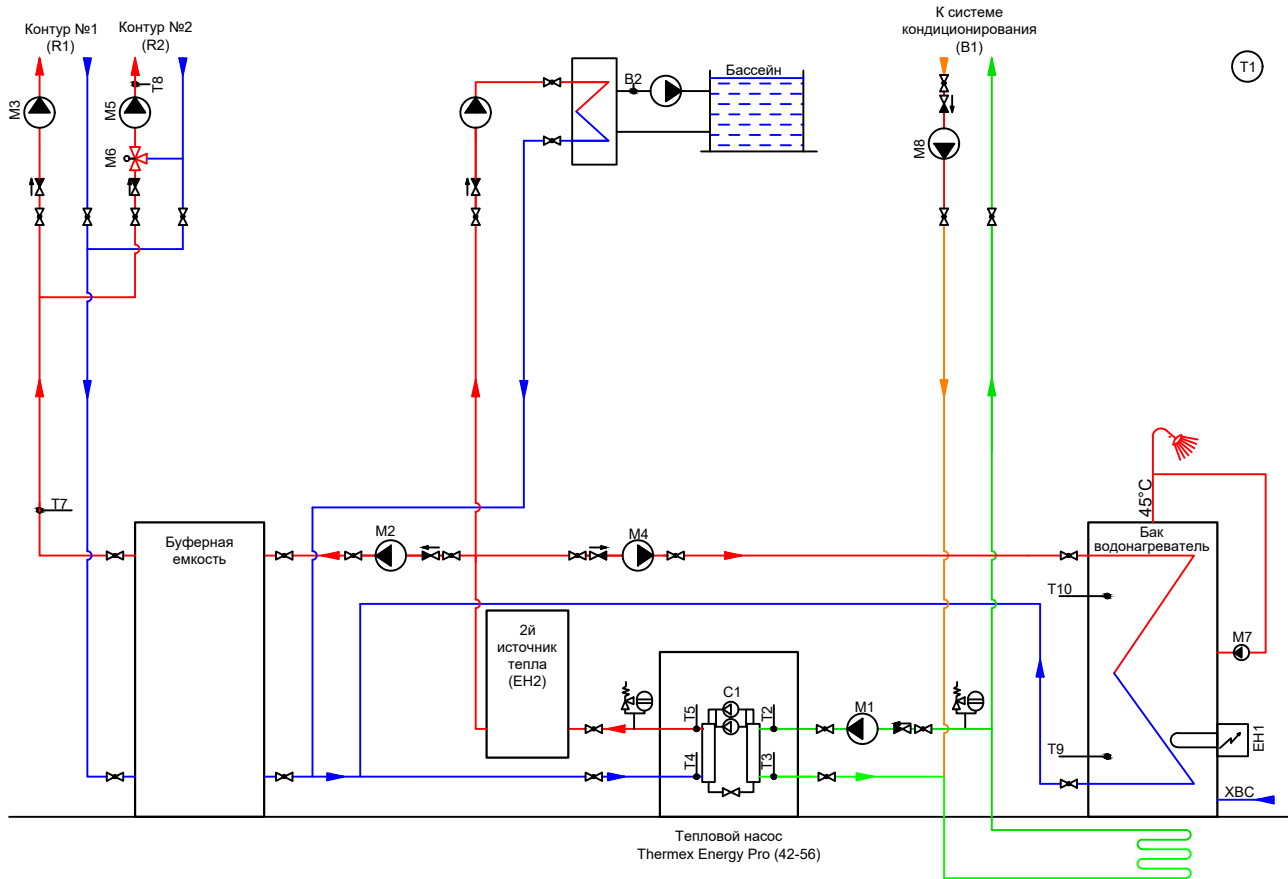 Контур №1
(R1)
Контур №2
(R2)
К системе
кондиционирования
(B1)
T1
M3
M5
T8
M6
B2
Бассейн
M8
T7
45°C
Буферная
емкость
M2
M4
Бак
водонагреватель
T10
2й
источник
тепла
(EH2)
M7
C1
T5
T2
M1
T4
T3
T9
EH1
ХВС
Тепловой насос
Thermex Energy Pro (42-56)